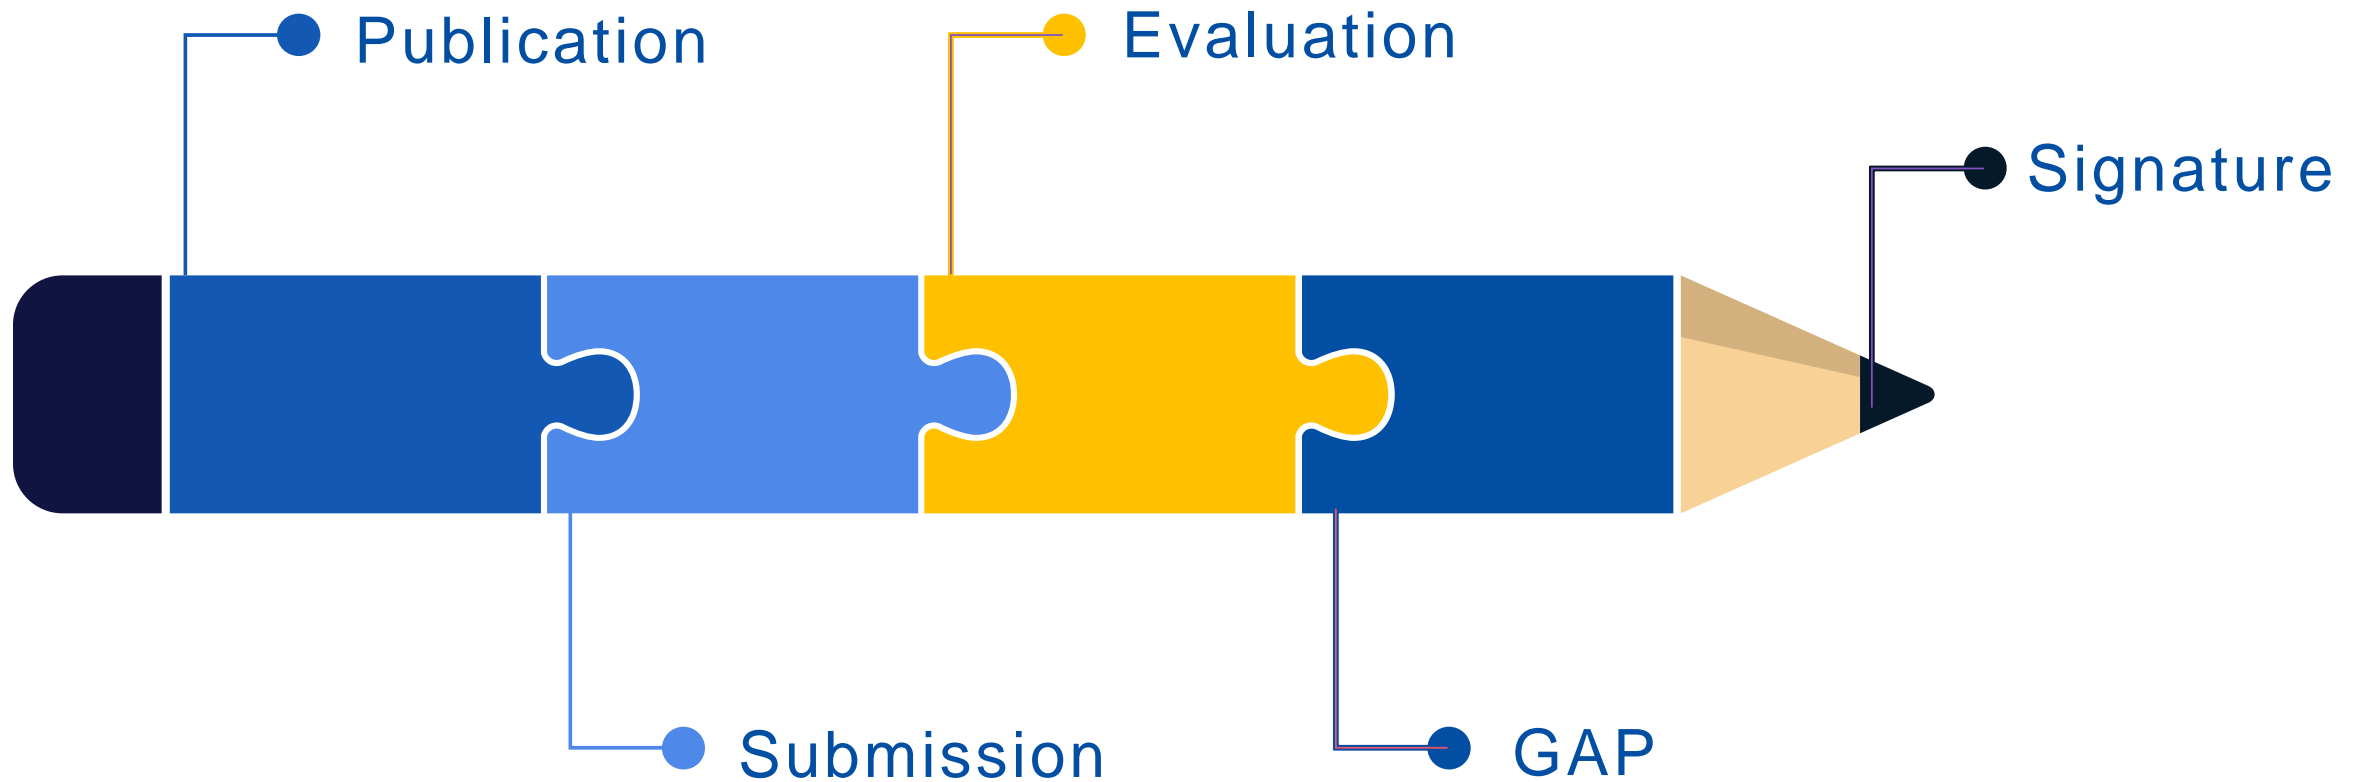 Publication
Evaluation
Signature
Submission
GAP